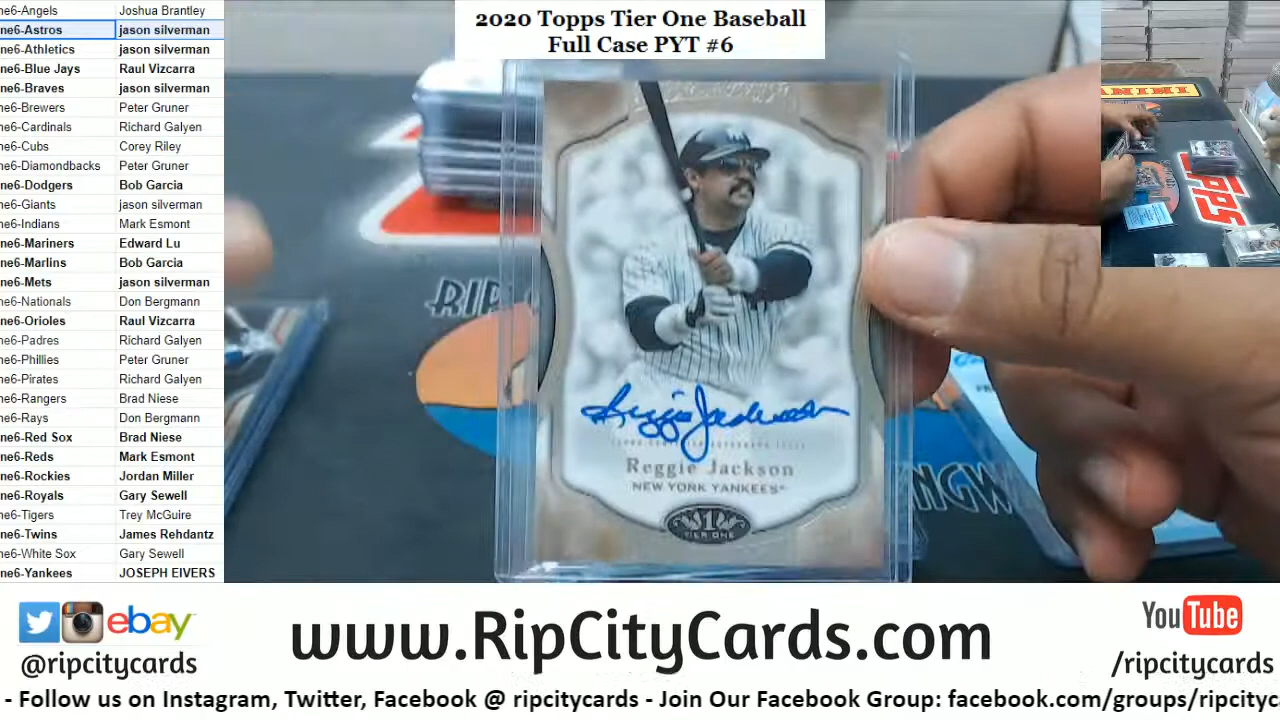 ne6-Angels Joshua Brantley
ne6-Astros jason silverman
ne6-Athletics jason silverman
ne6-Blue Jays Raul Vizcarra
ne6-Braves jason silverman
ne6-Brewers Peter Gruner
ne6-Cardinals Richard Galyen
ne6-Cubs Corey Riley
ne6-Diamondbacks Peter Gruner
ne6-Dodgers Bob Garcia
ne6-Giants jason silverman
ne6-Indians Mark Esmont
ne6-Mariners Edward Lu
ne6-Marlins Bob Garcia
ne6-Mets jason silverman
ne6-Nationals Don Bergmann
ne6-Orioles Raul Vizcarra
ne6-Padres Richard Galyen
ne6-Phillies Peter Gruner
ne6-Pirates Richard Galyen
ne6-Rangers Brad Niese
ne6-Rays Don Bergmann
ne6-Red Sox Brad Niese
ne6-Reds Mark Esmont
ne6-Rockies Jordan Miller
ne6-Royals Gary Sewell
ne6-Tigers Trey McGuire
ne6-Twins James Rehdantz
ne6-White Sox Gary Sewell
ne6-Yankees JOSEPH EIVERS
2020 Topps Tier One Baseball
Full Case PYT #6
PANINI
TOPPS
RIP
Reggie Jackson
Reggie Jackson
NEW YORK YANKEES
1
TIER ONE
NGW
ebay
@ripcitycards
www.RipCityCards.com
YouTube
/ripcitycards
- Follow us on Instagram, Twitter, Facebook @ ripcitycards - Join Our Facebook Group: facebook.com/groups/ripcityc